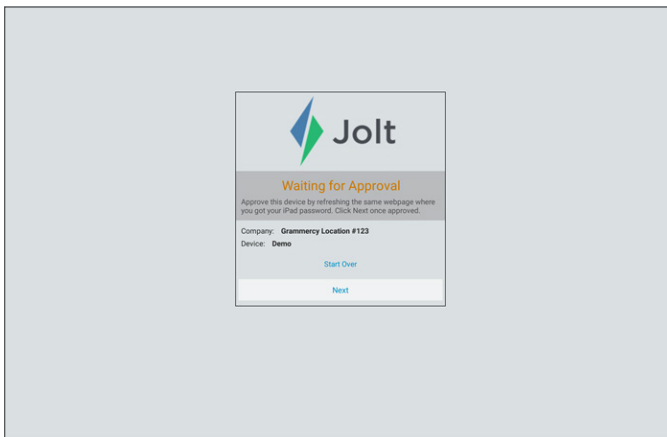 Jolt
Waiting for Approval
Approve this device by refreshing the same webpage where
you got your iPad password. Click Next once approved.
Company: Grammercy Location #123
Device: Demo
Start Over
Next